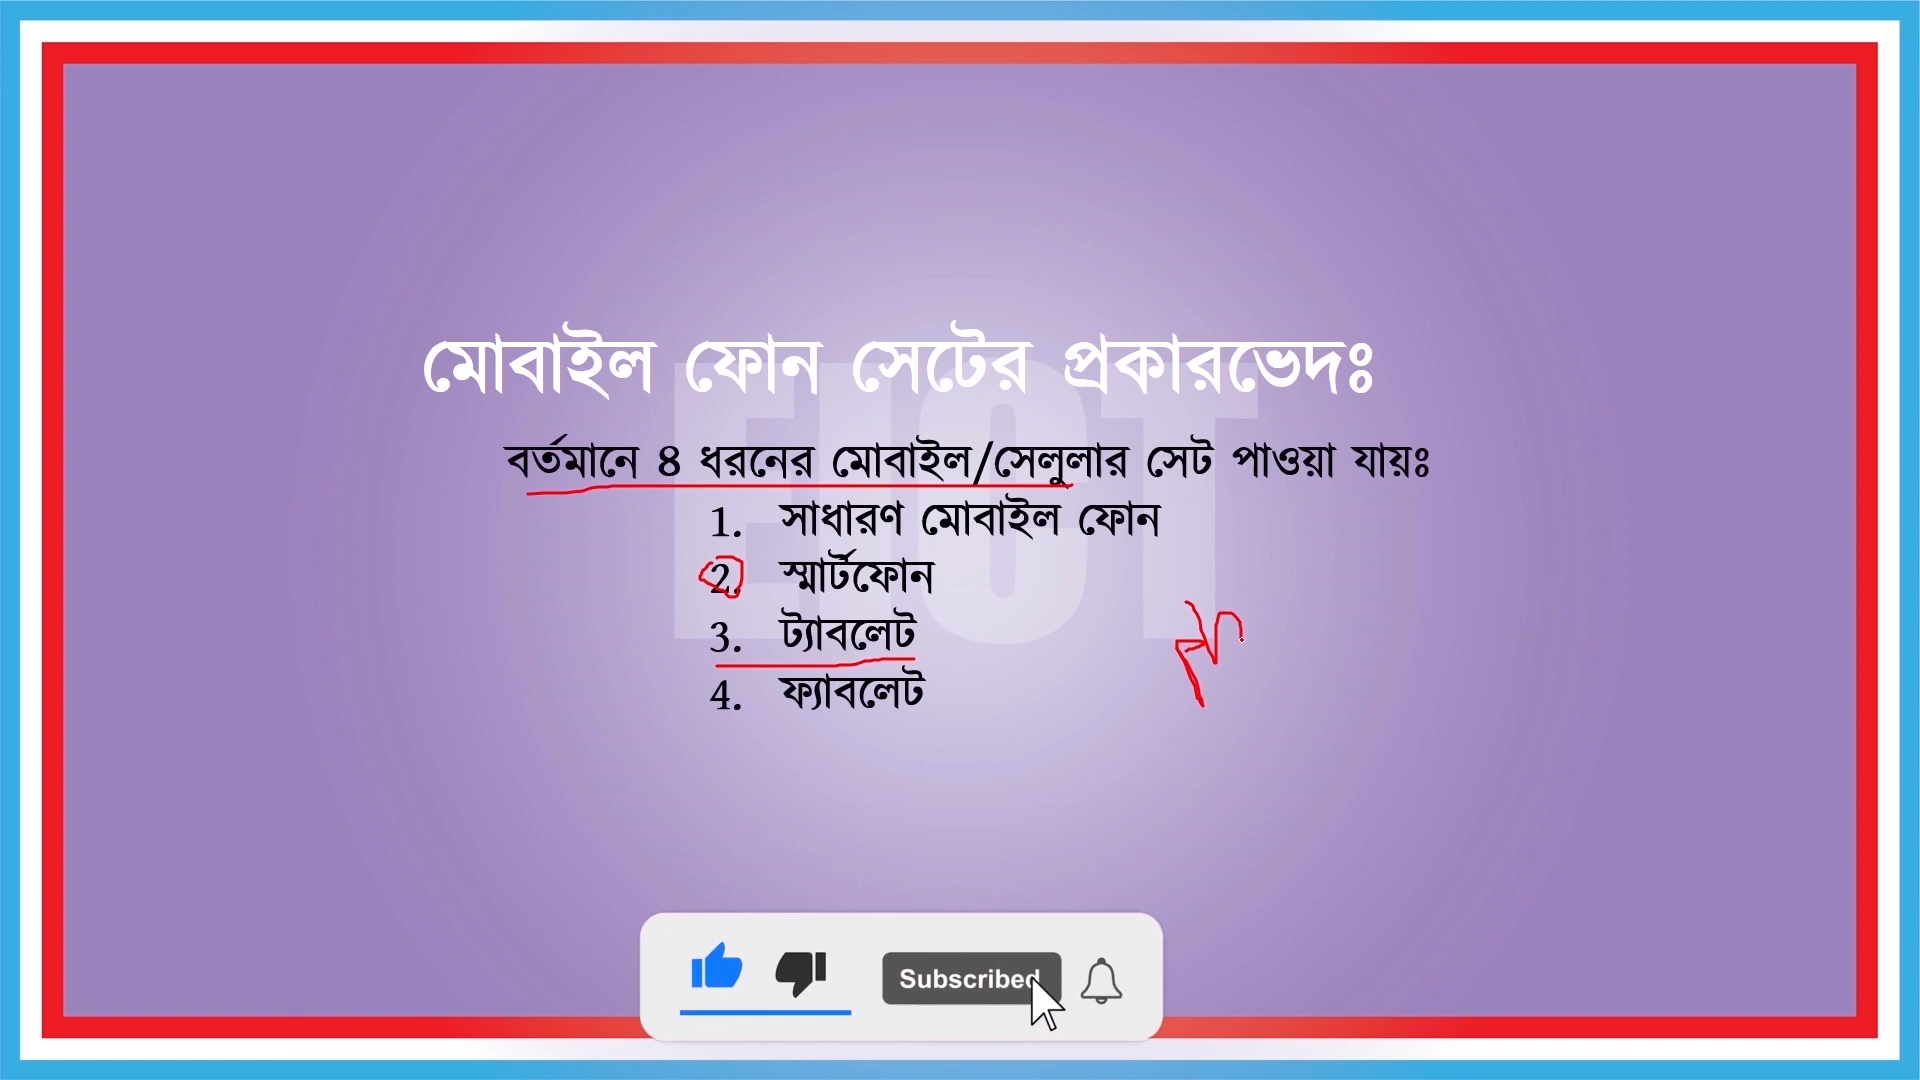 মোবাইল ফোন সেটের প্রকারভেদঃ
বর্তমানে ৪ ধরনের মোবাইল/সেলুলার সেট পাওয়া যায়ঃ
1. সাধারণ মোবাইল ফোন
2. স্মার্টফোন
3. ট্যাবলেট
4. ফ্যাবলেট
EICT
Subscribed